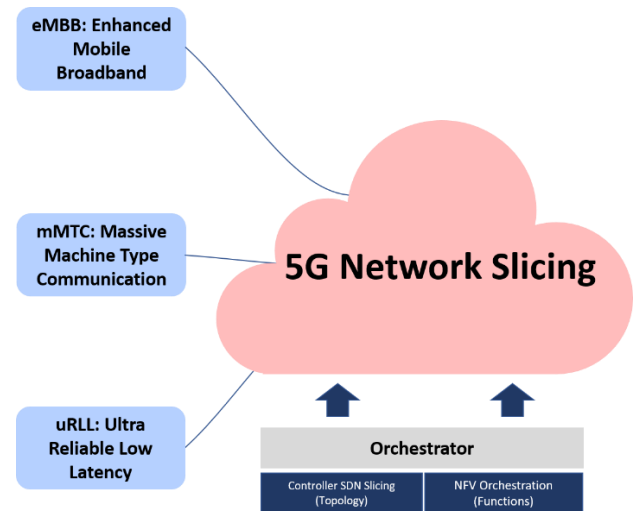 eMBB: Enhanced
Mobile
Broadband
mMTC: Massive
Machine Type
Communication
5G Network Slicing
uRLL: Ultra
Reliable Low
Latency
Orchestrator
Controller SDN Slicing
(Topology)
NFV Orchestration
(Functions)